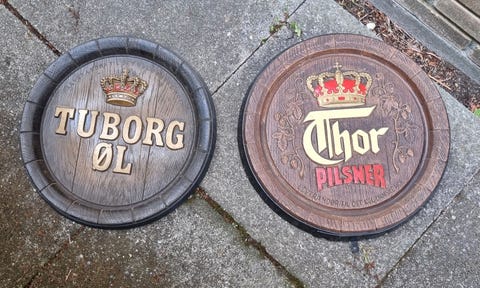 TUBORG
ØL
Thor
PILSNER